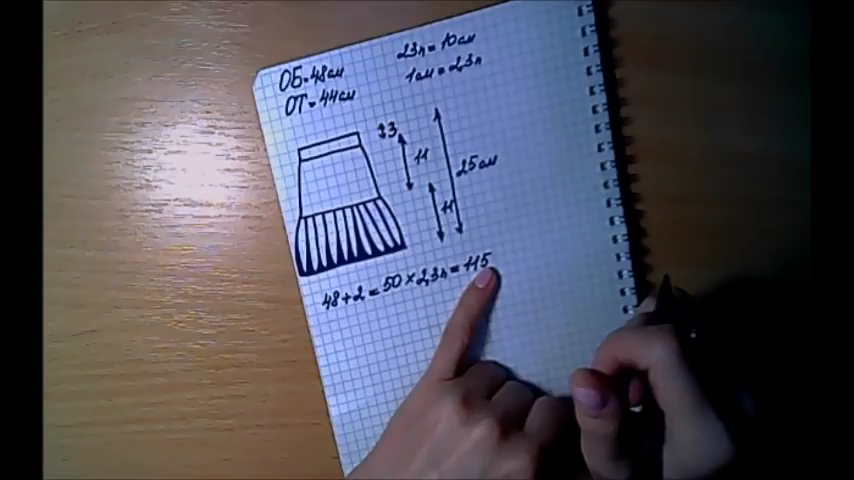 ОБ=48см
ОТ=44см
23п=10см
1см=2,3п
3
11
25см
11
48+2=50×2,3п=115